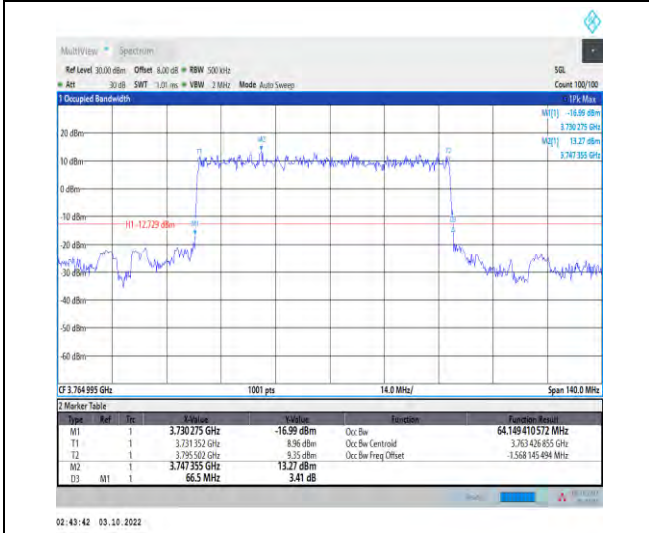 MultiView Spectrum
Ref Level 30.00 dBm Offset 6.00 dB RBW 500 kHz SGL
Att 30 dB SWT 1.01 ms VBW 2 MHz Mode Auto Sweep Count 100/100
1 Occupied Bandwidth 1Pk Max
M1[1] -16.99 dBm
3.730 275 GHz
M2[1] 13.27 dBm
3.747 355 GHz
20 dBm
M2
T1 T2
10 dBm
0 dBm
-10 dBm
H1 -12.729 dBm M1 D3
-20 dBm
-30 dBm
-40 dBm
-50 dBm
-60 dBm
CF 3.764 995 GHz 1001 pts 14.0 MHz/ Span 140.0 MHz
2 Marker Table
Type Ref Trc X-Value Y-Value Function Function Result
M1 1 3.730 275 GHz -16.99 dBm Occ Bw 64.149 410 572 MHz
T1 1 3.731 352 GHz 8.96 dBm Occ Bw Centroid 3.763 426 855 GHz
T2 1 3.795 502 GHz 9.35 dBm Occ Bw Freq Offset -1.568 145 494 MHz
M2 1 3.747 355 GHz 13.27 dBm
D3 M1 1 66.5 MHz 3.41 dB
02:43:42 03.10.2022